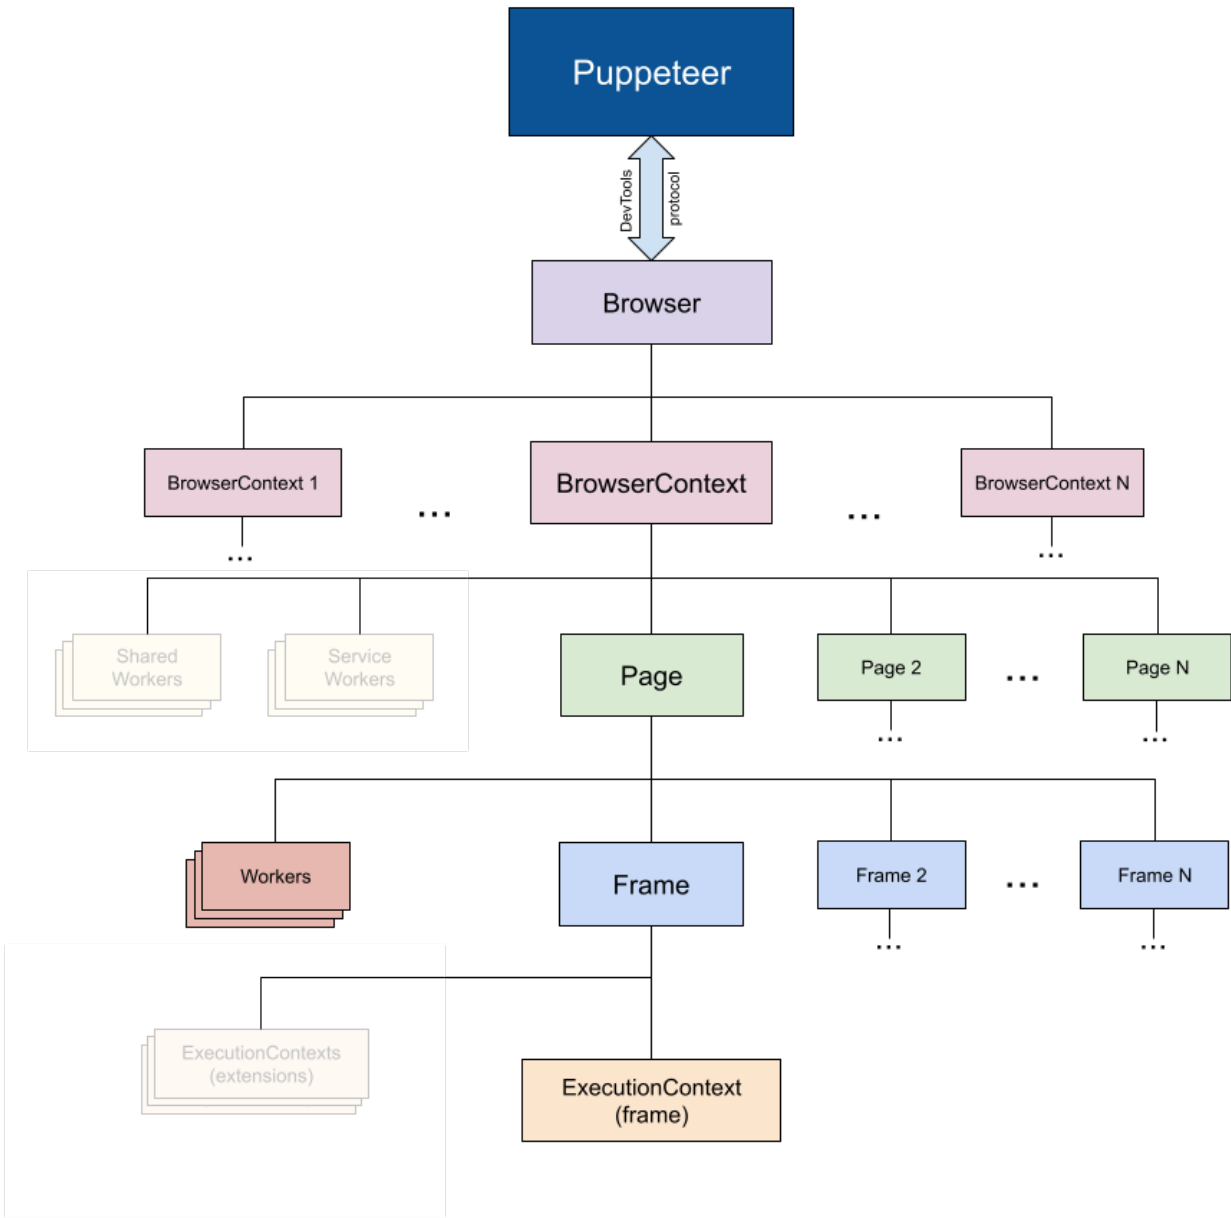 Puppeteer
DevTools
protocol
Browser
BrowserContext 1
...
BrowserContext
...
BrowserContext N
...
...
Shared
Workers
Service
Workers
Page
Page 2
...
Page N
...
...
Workers
Frame
Frame 2
...
Frame N
...
...
ExecutionContexts
(extensions)
ExecutionContext
(frame)